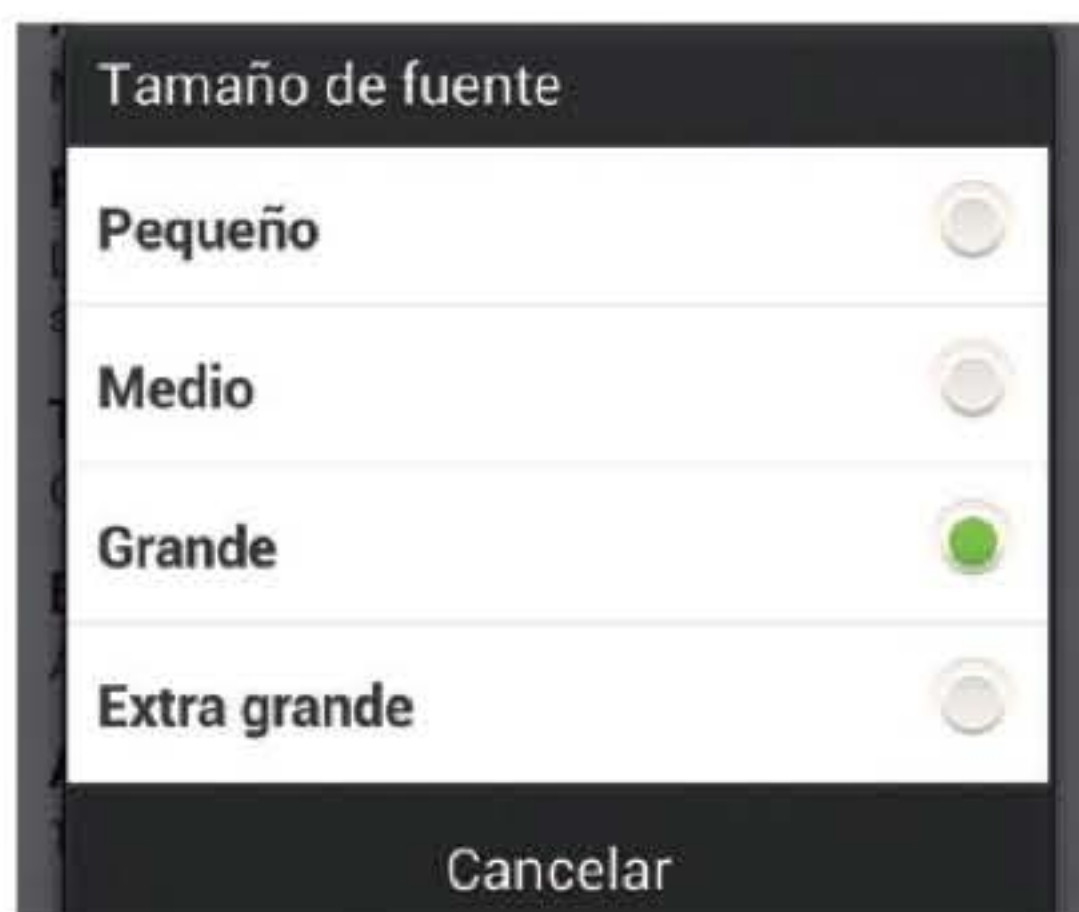 Tamaño de fuente
Pequeño
Medio
Grande
Extra grande
Cancelar